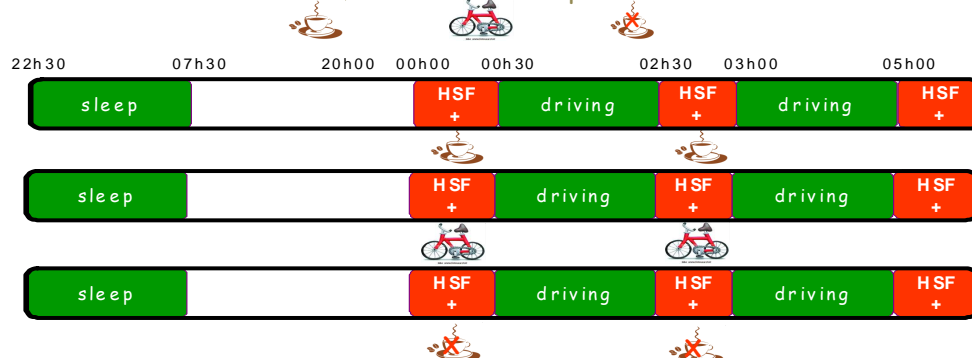 22h30 07h30 20h00 00h00 00h30 02h30 03h00 05h00
sleep HSF + driving HSF + driving HSF +
sleep HSF + driving HSF + driving HSF +
sleep HSF + driving HSF + driving HSF +